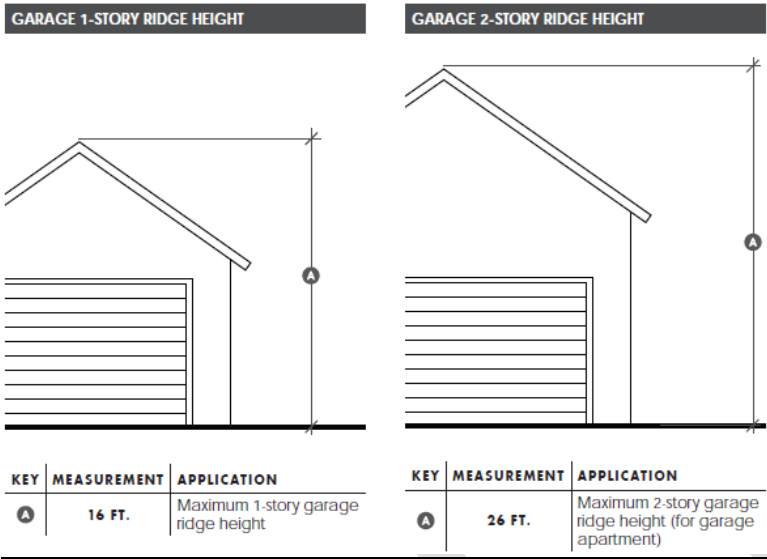 GARAGE 1-STORY RIDGE HEIGHT
A
KEY MEASUREMENT APPLICATION
A 16 FT. Maximum 1-story garage
ridge height
GARAGE 2-STORY RIDGE HEIGHT
A
KEY MEASUREMENT APPLICATION
A 26 FT. Maximum 2-story garage
ridge height (for garage
apartment)